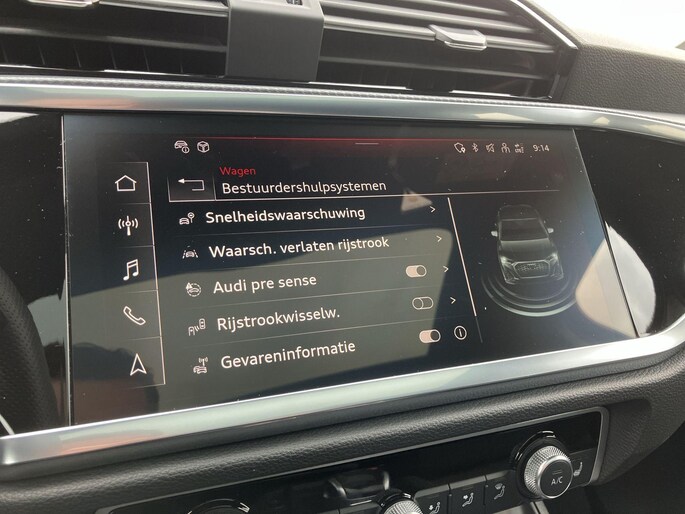 9:14
Wagen
Bestuurdershulpsystemen
Snelheidswaarschuwing
Waarsch. verlaten rijstrook
Audi pre sense
Rijstrookwisselw.
Gevareninformatie
A/C